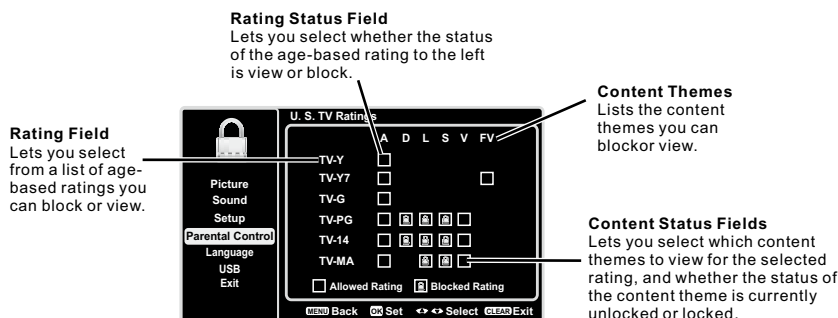 Rating Status Field
Lets you select whether the status
of the age-based rating to the left
is view or block.
Content Themes
Lists the content
themes you can
blockor view.
Rating Field
Lets you select
from a list of age-
based ratings you
can block or view.
U. S. TV Ratings
A D L S V FV
TV-Y
TV-Y7
TV-G
TV-PG
TV-14
TV-MA
Allowed Rating Blocked Rating
Picture
Sound
Setup
Parental Control
Language
USB
Exit
MENU Back OK Set Select CLEAR Exit
Content Status Fields
Lets you select which content
themes to view for the selected
rating, and whether the status of
the content theme is currently
unlocked or locked.